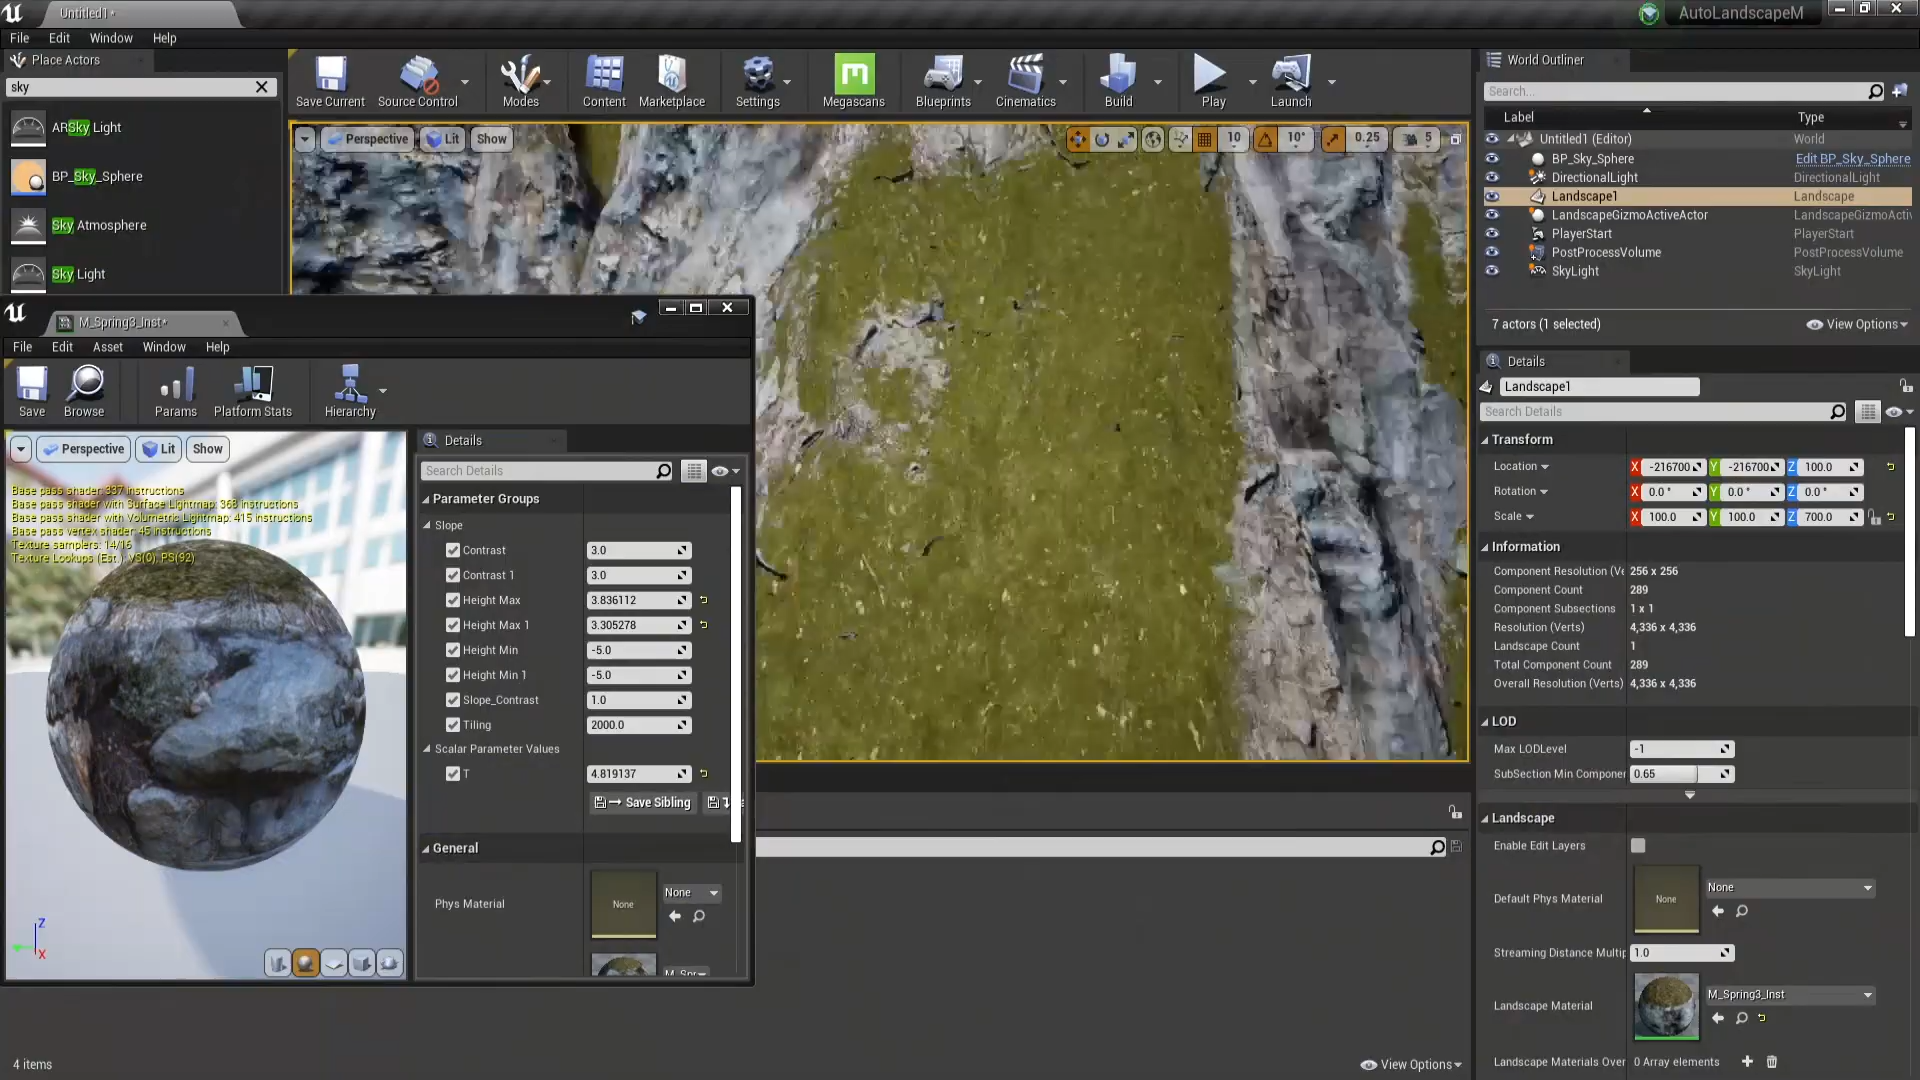 Untitled1*
AutoLandscapeM
File Edit Window Help
Place Actors
sky
ARSky Light
BP_Sky_Sphere
Sky Atmosphere
Sky Light
Save Current
Source Control
Modes
Content
Marketplace
Settings
Megascans
Blueprints
Cinematics
Build
Play
Launch
Perspective Lit Show
10 10° 0.25 5
World Outliner
Search...
Label Type
Untitled1 (Editor) World
BP_Sky_Sphere Edit BP_Sky_Sphere
DirectionalLight DirectionalLight
Landscape1 Landscape
LandscapeGizmoActiveActor LandscapeGizmoActiv
PlayerStart PlayerStart
PostProcessVolume PostProcessVolume
SkyLight SkyLight
7 actors (1 selected) View Options
Details
Landscape1
Search Details
Transform
Location X -216700 Y -216700 Z 100.0
Rotation X 0.0 ° Y 0.0 ° Z 0.0 °
Scale X 100.0 Y 100.0 Z 700.0
Information
Component Resolution (Ve 256 x 256
Component Count 289
Component Subsections 1 x 1
Resolution (Verts) 4,336 x 4,336
Landscape Count 1
Total Component Count 289
Overall Resolution (Verts) 4,336 x 4,336
LOD
Max LODLevel -1
SubSection Min Componen 0.65
Landscape
Enable Edit Layers
Default Phys Material None None
Streaming Distance Multip 1.0
Landscape Material M_Spring3_Inst
Landscape Materials Over 0 Array elements
M_Spring3_Inst*
File Edit Asset Window Help
Save
Browse
Params
Platform Stats
Hierarchy
Perspective Lit Show
Base pass shader: 337 instructions
Base pass shader with Surface Lightmap: 368 instructions
Base pass shader with Volumetric Lightmap: 415 instructions
Base pass vertex shader: 45 instructions
Texture samplers: 14/16
Texture Lookups (Est.): VS(0), PS(92)
Z
X
Details
Search Details
Parameter Groups
Slope
Contrast 3.0
Contrast 1 3.0
Height Max 3.836112
Height Max 1 3.305278
Height Min -5.0
Height Min 1 -5.0
Slope_Contrast 1.0
Tiling 2000.0
Scalar Parameter Values
T 4.819137
Save Sibling
General
Phys Material None None
M_Spr
4 items
View Options